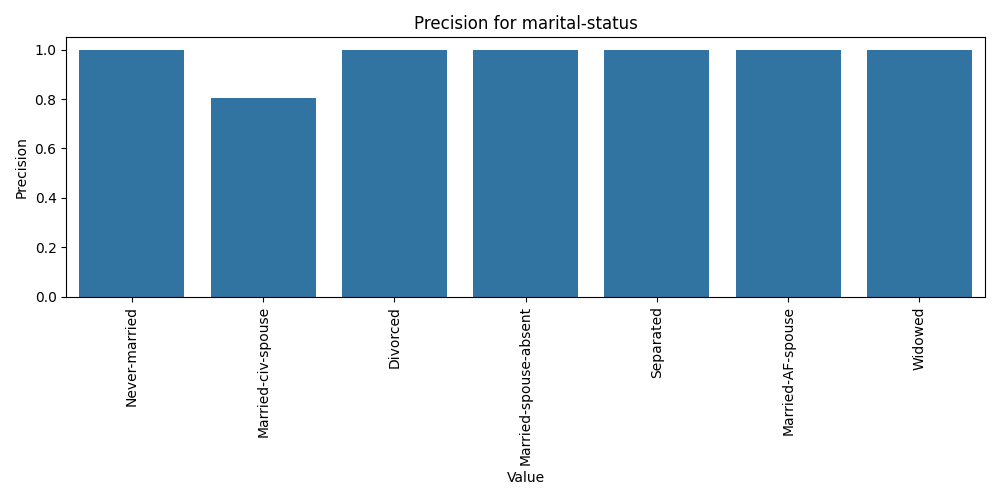 Precision for marital-status
Precision
1.0
0.8
0.6
0.4
0.2
0.0
Never-married
Married-civ-spouse
Divorced
Married-spouse-absent
Separated
Married-AF-spouse
Widowed
Value